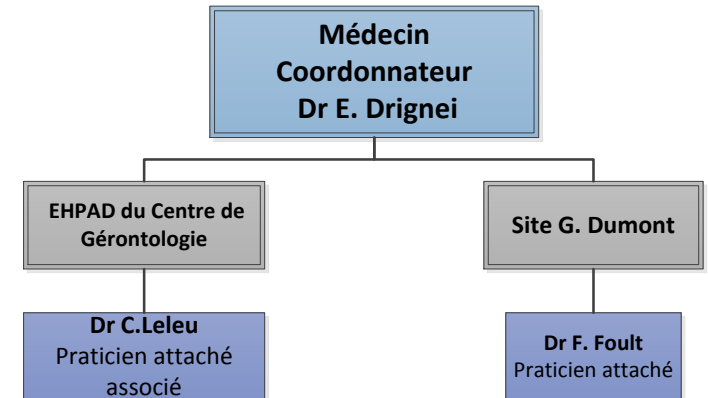 Médecin
Coordonnateur
Dr E. Drignei
EHPAD du Centre de
Gérontologie
Site G. Dumont
Dr C.Leleu
Praticien attaché
associé
Dr F. Foult
Praticien attaché